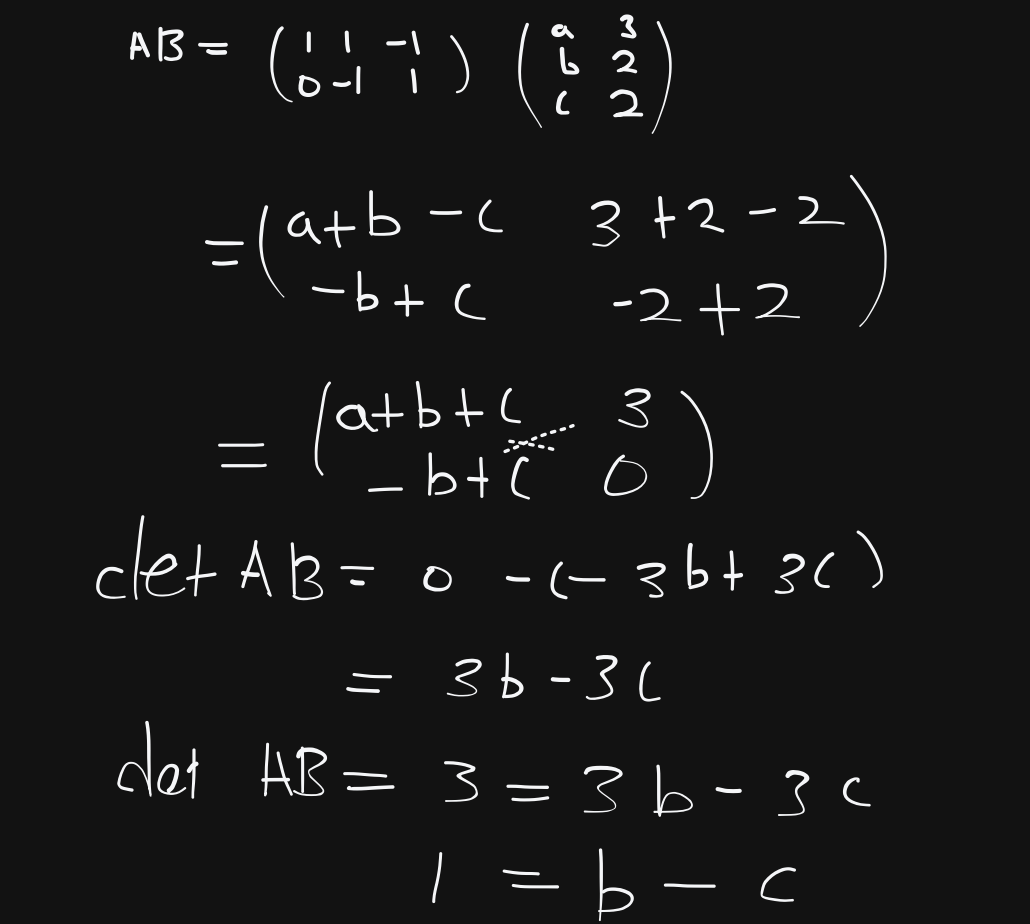 AB = ( 1 1 -1 ) ( a 3
0 -1 1 b 2
c 2 )
= ( a+b-c 3+2-2
-b+c -2+2 )
= ( a+b+c 3
-b+c 0 )
det AB = 0 - (-3b+3c)
= 3b-3c
det AB = 3 = 3b-3c
1 = b-c